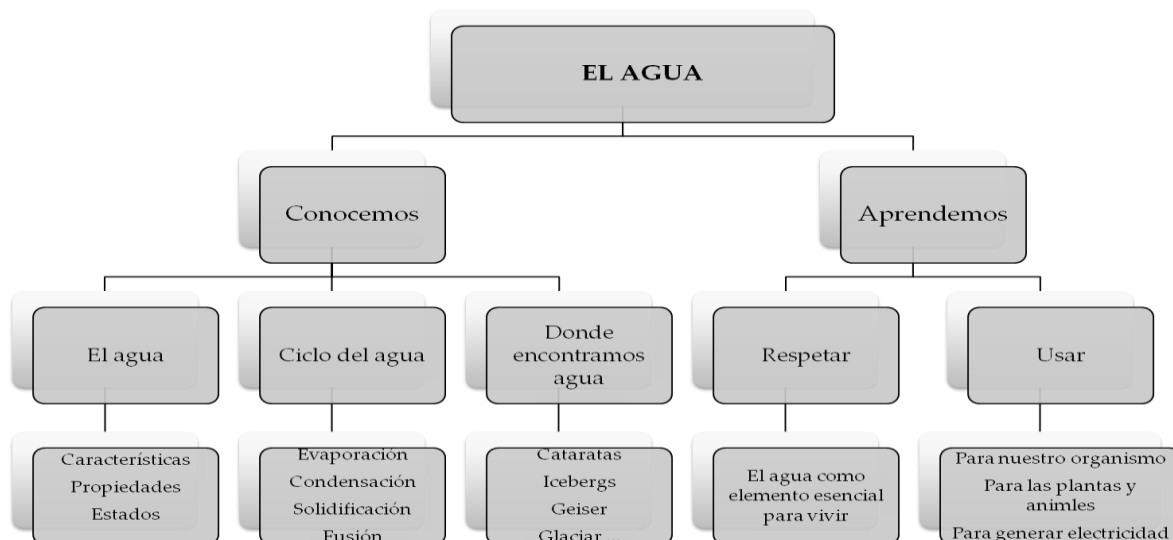 EL AGUA
Conocemos
Aprendemos
El agua
Ciclo del agua
Donde
encontramos
agua
Respetar
Usar
Características
Propiedades
Estados
Evaporación
Condensación
Solidificación
Fusión
Cataratas
Icebergs
Geiser
Glaciar...
El agua como
elemento esencial
para vivir
Para nuestro organismo
Para las plantas y
animles
Para generar electricidad